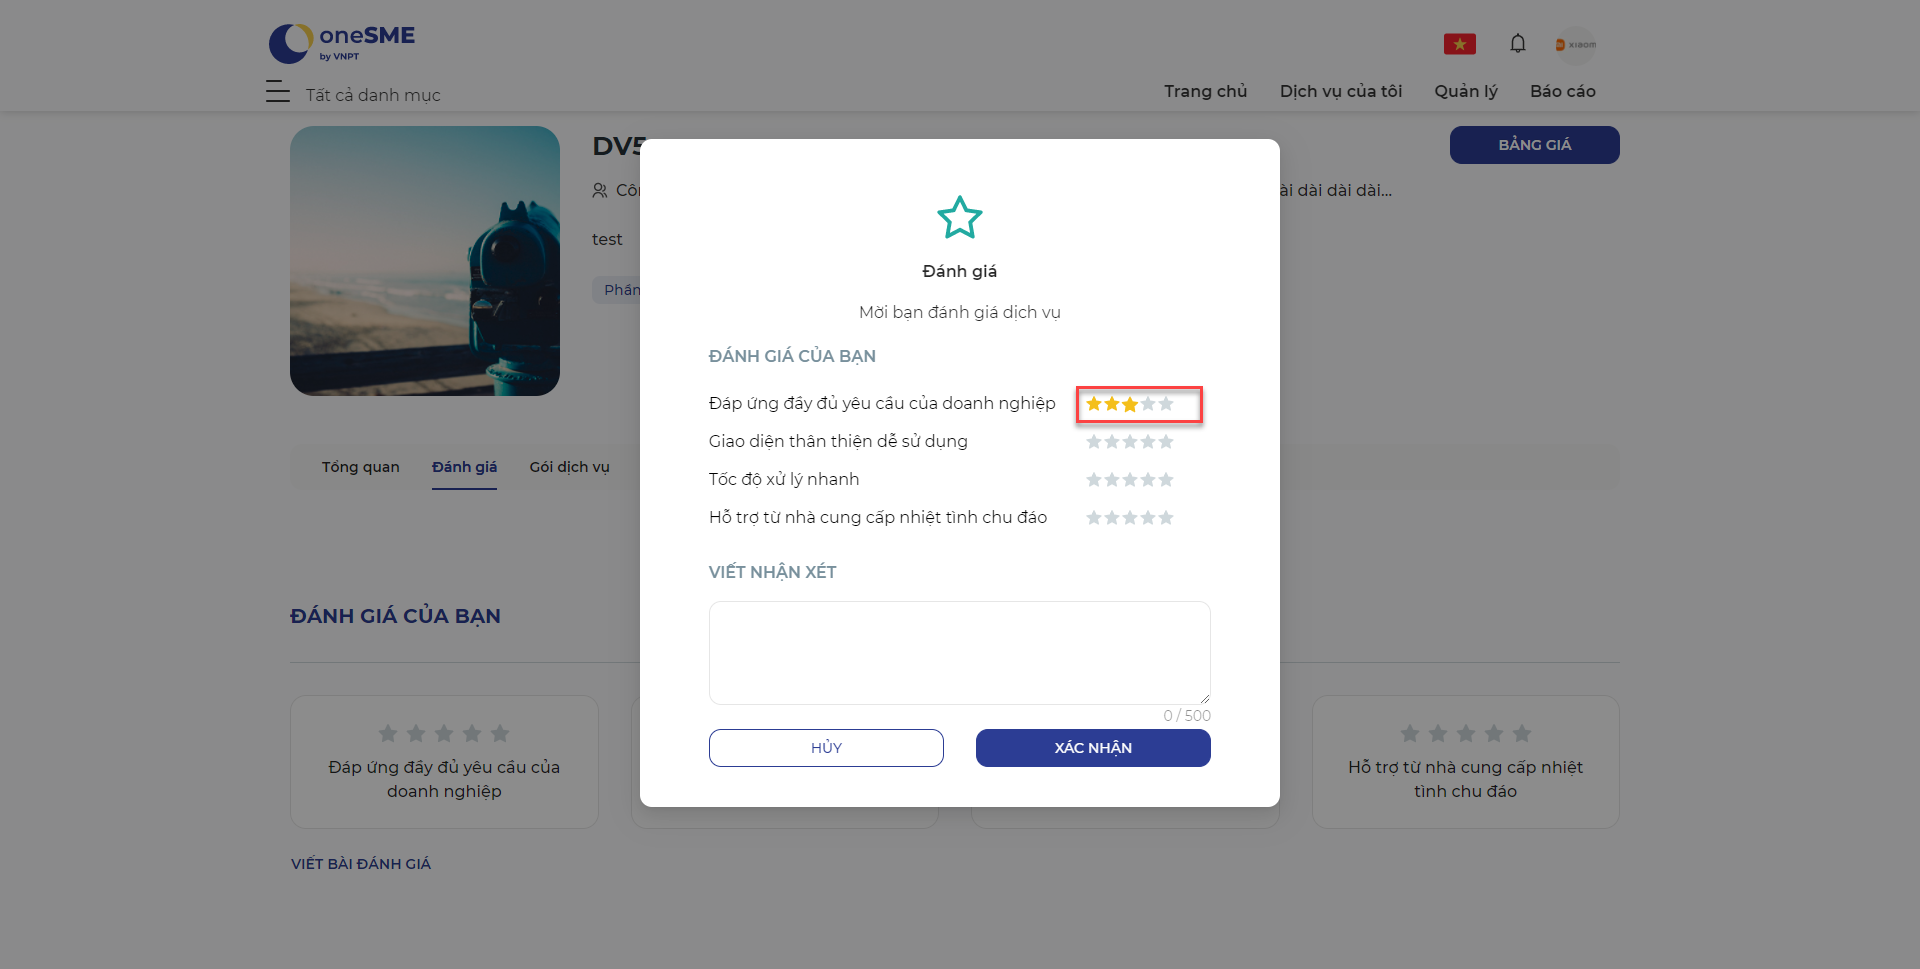 oneSME
by VNPT
xiaom
Tất cả danh mục
Trang chủ
Dịch vụ của tôi
Quản lý
Báo cáo
BẢNG GIÁ
ài dài dài dài...
test
Đánh giá
Mời bạn đánh giá dịch vụ
ĐÁNH GIÁ CỦA BẠN
Đáp ứng đầy đủ yêu cầu của doanh nghiệp
Giao diện thân thiện dễ sử dụng
Tốc độ xử lý nhanh
Hỗ trợ từ nhà cung cấp nhiệt tình chu đáo
VIẾT NHẬN XÉT
0 / 500
HỦY
XÁC NHẬN
Tổng quan
Đánh giá
Gói dịch vụ
ĐÁNH GIÁ CỦA BẠN
Đáp ứng đầy đủ yêu cầu của
doanh nghiệp
Hỗ trợ từ nhà cung cấp nhiệt
tình chu đáo
VIẾT BÀI ĐÁNH GIÁ